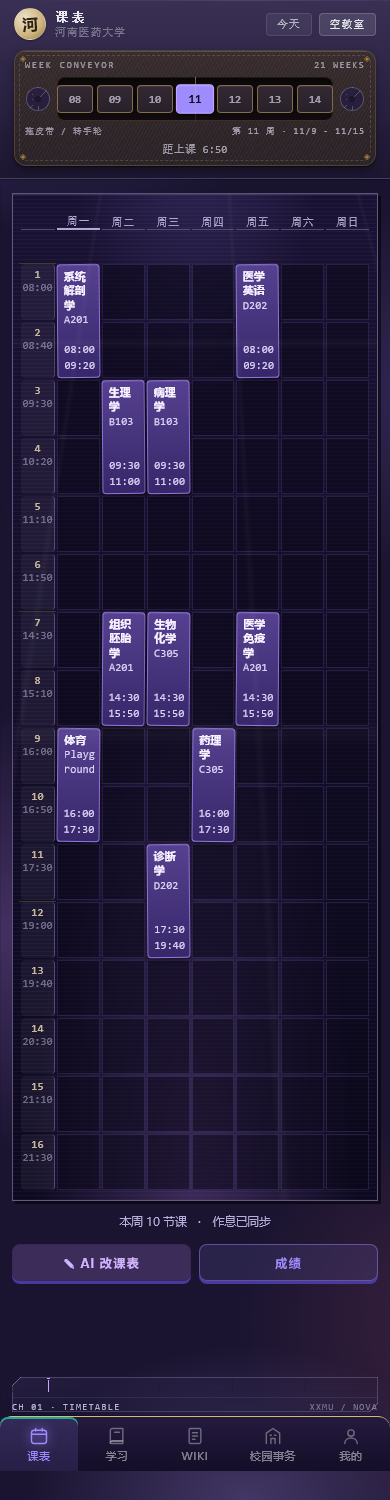 河
课表
河南医药大学
今天
空教室
WEEK CONVEYOR
21 WEEKS
08 09 10 11 12 13 14
拖皮带 / 转手轮
第 11 周 · 11/9 - 11/15
距上课 6:50
周一 周二 周三 周四 周五 周六 周日
1
08:00
2
08:40
3
09:30
4
10:20
5
11:10
6
11:50
7
14:30
8
15:10
9
16:00
10
16:50
11
17:30
12
19:00
13
19:40
14
20:30
15
21:10
16
21:30
系统
解剖
学
A201
08:00
09:20
医学
英语
D202
08:00
09:20
生理
学
B103
09:30
11:00
病理
学
B103
09:30
11:00
组织
胚胎
学
A201
14:30
15:50
生物
化学
C305
14:30
15:50
医学
免疫
学
A201
14:30
15:50
体育
Playg
round
16:00
17:30
药理
学
C305
16:00
17:30
诊断
学
D202
17:30
19:40
本周 10 节课 · 作息已同步
AI 改课表
成绩
CH 01 · TIMETABLE
XXMU / NOVA
课表
学习
WIKI
校园事务
我的